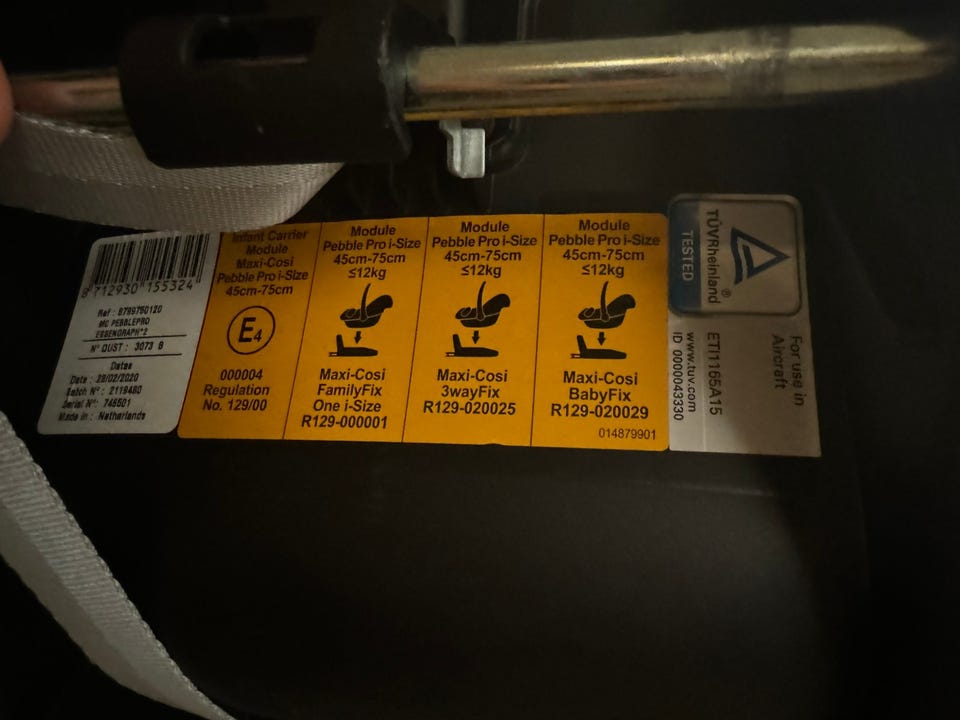 8 712930 155324
Ref : 8799750120
MC PEBBLEPRO
ESSENGRAPH*2
N° OUST : 3073 8
Dates
Date : 28/02/2020
Batch N° : 2119480
Serial N° : 745501
Made in : Netherlands
Infant Carrier
Module
Maxi-Cosi
Pebble Pro i-Size
45cm-75cm
E4
000004
Regulation
No. 129/00
Module
Pebble Pro i-Size
45cm-75cm
≤12kg
Maxi-Cosi
FamilyFix
One i-Size
R129-000001
Module
Pebble Pro i-Size
45cm-75cm
≤12kg
Maxi-Cosi
3wayFix
R129-020025
Module
Pebble Pro i-Size
45cm-75cm
≤12kg
Maxi-Cosi
BabyFix
R129-020029
014879901
TÜVRheinland®
TESTED
For use in
Aircraft
ETI1165A15
www.tuv.com
ID 0000043330